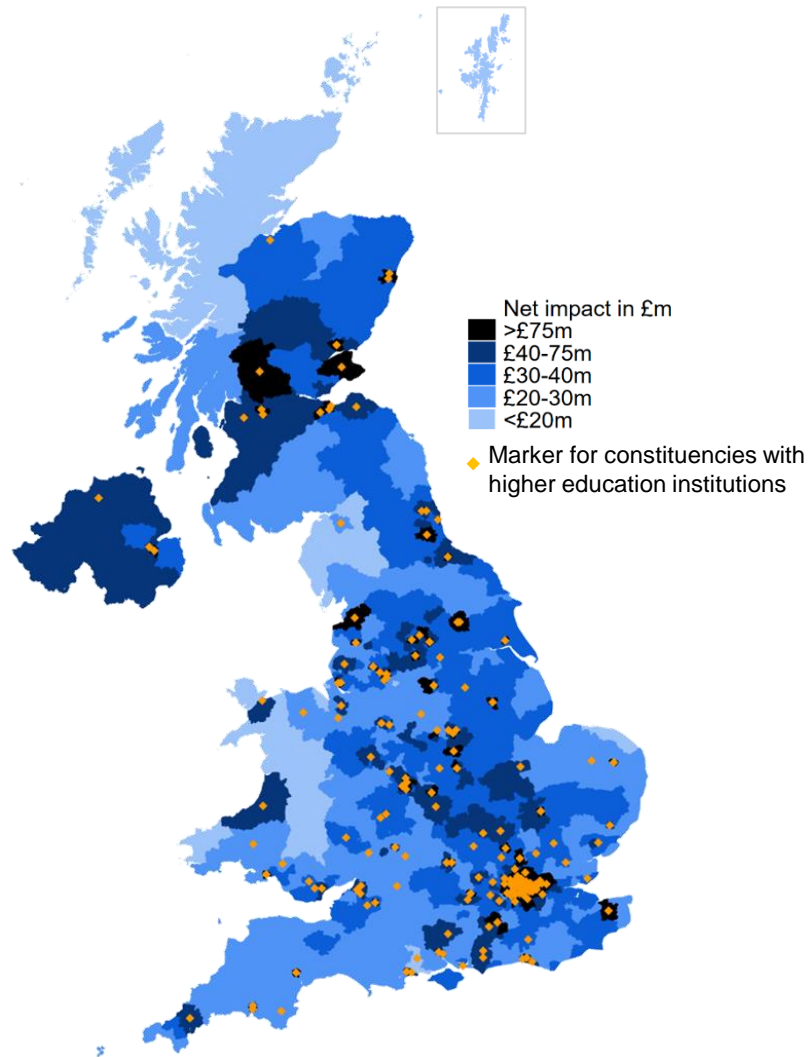 Net impact in £m
>£75m
£40-75m
£30-40m
£20-30m
<£20m
Marker for constituencies with
higher education institutions